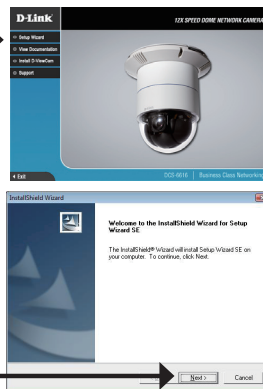 D-Link
12X SPEED DOME NETWORK CAMERA
Setup Wizard
View Documentation
Install D-ViewCam
Support
Exit
DCS-6616 Business Class Networking
InstallShield Wizard
Welcome to the InstallShield Wizard for Setup
Wizard SE
The InstallShield® Wizard will install Setup Wizard SE on
your computer. To continue, click Next.
Next >
Cancel